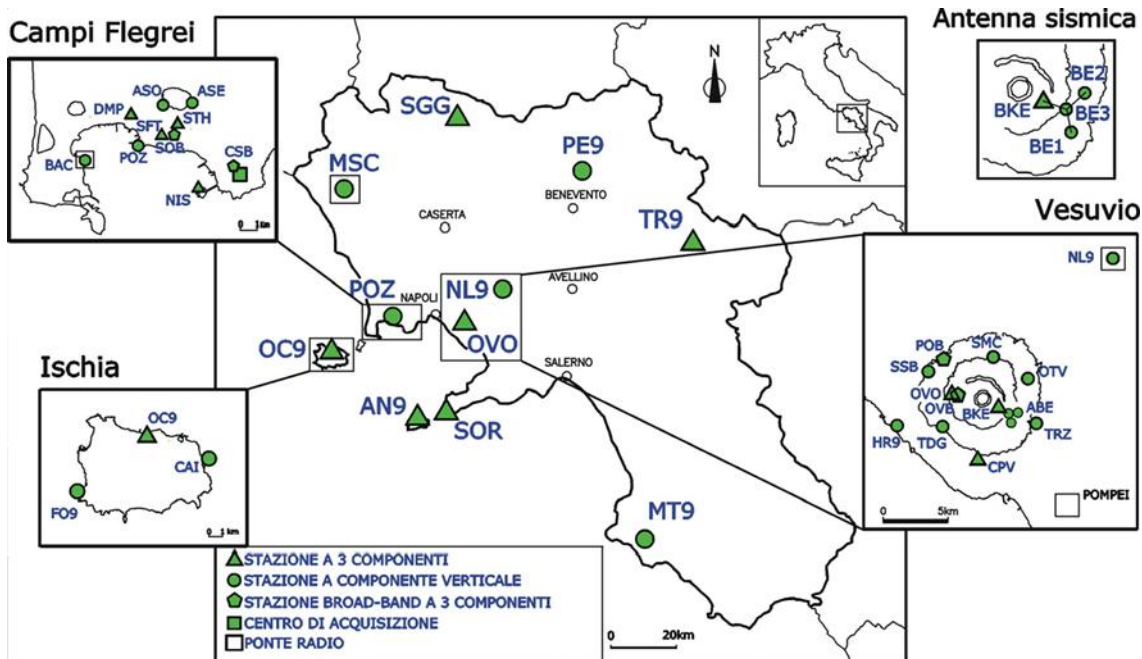 Campi Flegrei
ASO
ASE
DMP
STH
SFT
SOB
POZ
BAC
CSB
NIS
0 1 Km
Ischia
OC9
CAI
FO9
0 1 km
N
SGG
MSC
PE9
BENEVENTO
CASERTA
TR9
POZ
NAPOLI
NL9
AVELLINO
OVO
OC9
SALERNO
AN9
SOR
MT9
0 20km
STAZIONE A 3 COMPONENTI
STAZIONE A COMPONENTE VERTICALE
STAZIONE BROAD-BAND A 3 COMPONENTI
CENTRO DI ACQUISIZIONE
PONTE RADIO
Antenna sismica
BE2
BKE
BE3
BE1
Vesuvio
NL9
POB
SMC
SSB
OTV
OVO
OVB
BKE
ABE
HR9
TDG
TRZ
CPV
POMPEI
0 5km